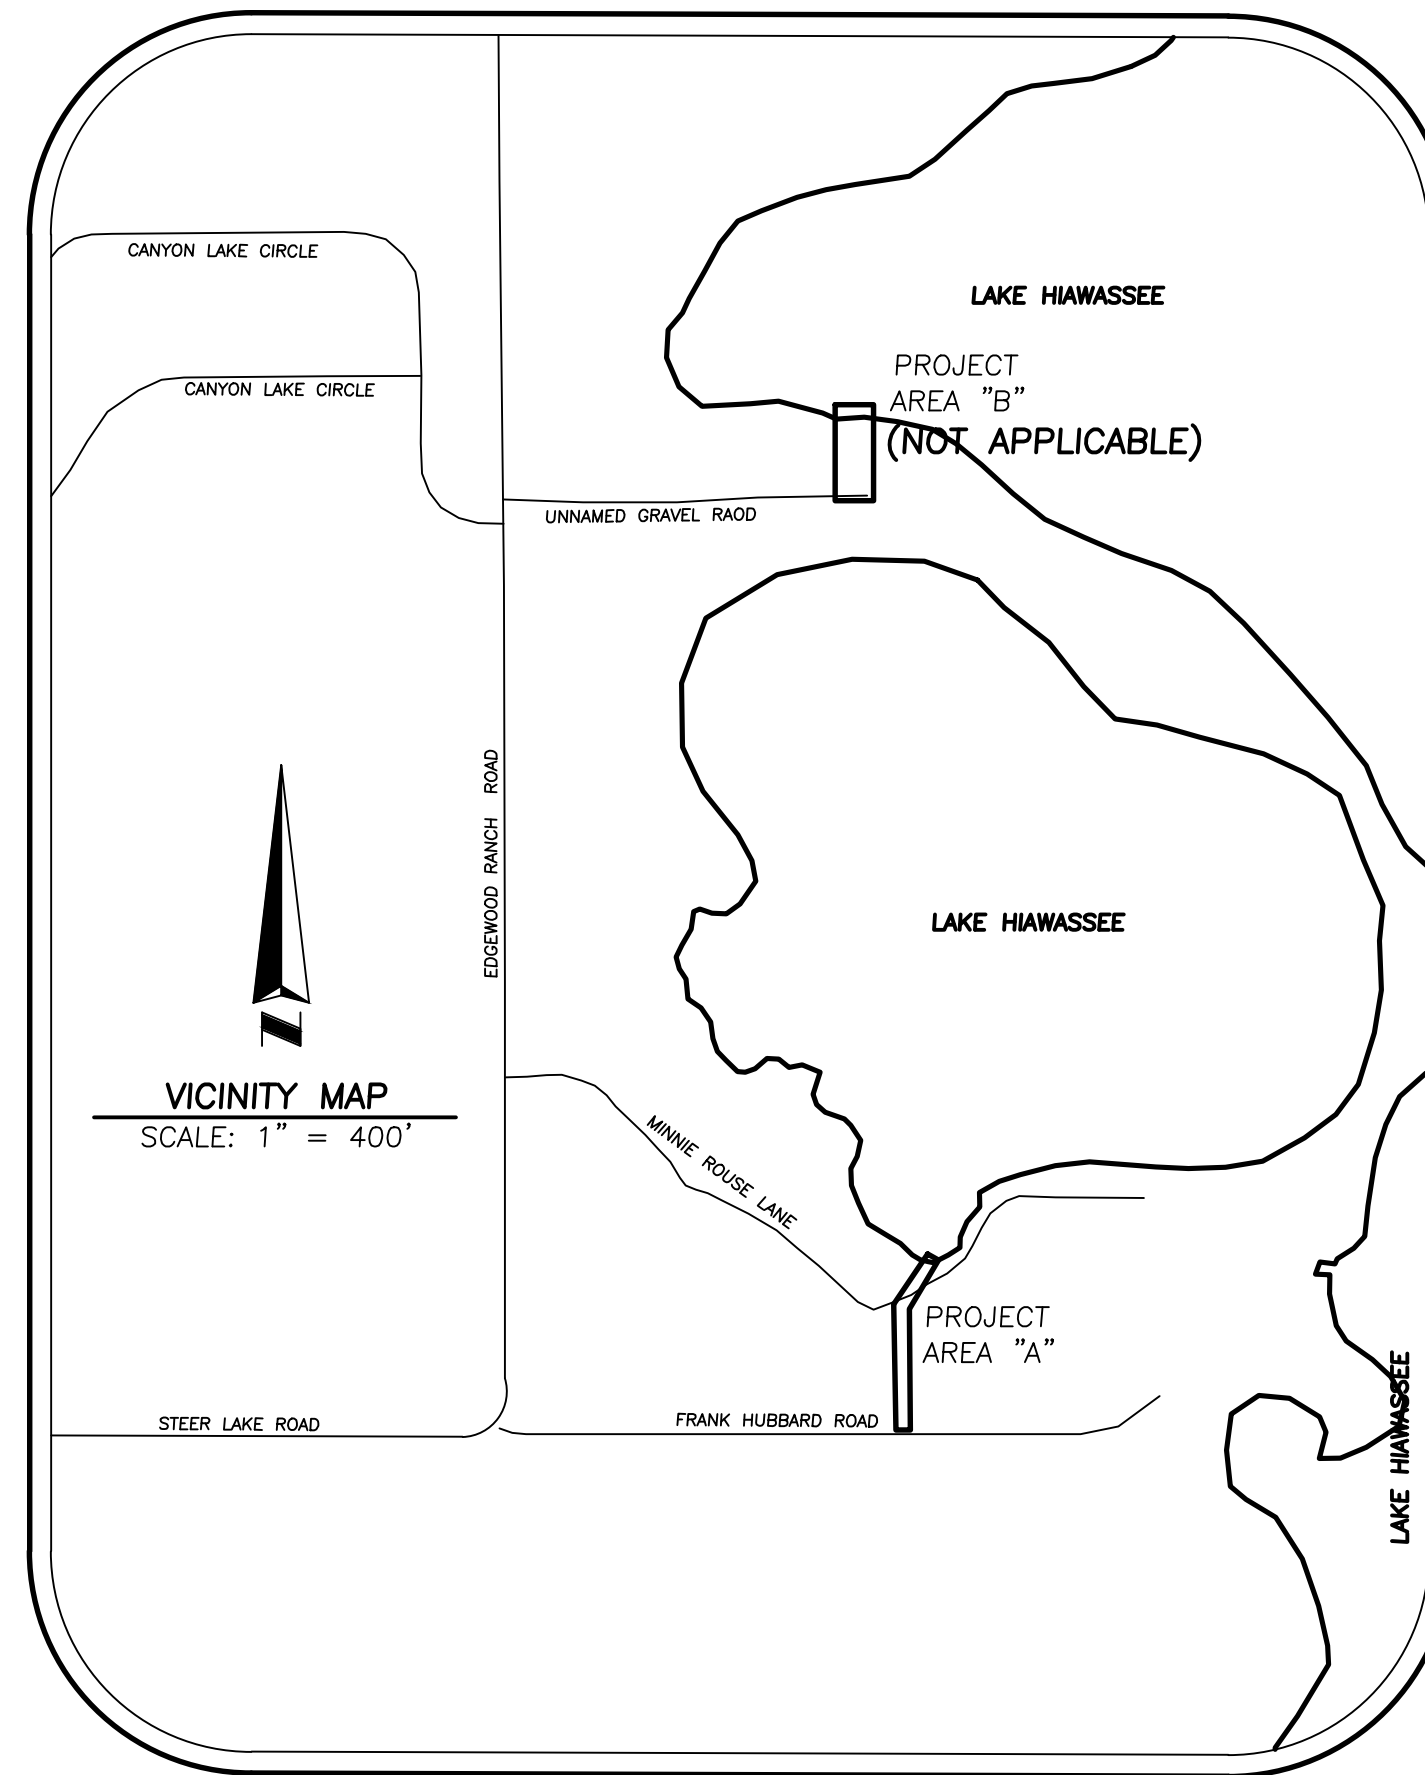 CANYON LAKE CIRCLE
LAKE HIAWASSEE
PROJECT
AREA "B"
(NOT APPLICABLE)
CANYON LAKE CIRCLE
UNNAMED GRAVEL RAOD
EDGEWOOD RANCH ROAD
LAKE HIAWASSEE
N
VICINITY MAP
SCALE: 1" = 400'
MINNIE ROUSE LANE
PROJECT
AREA "A"
STEER LAKE ROAD
FRANK HUBBARD ROAD
LAKE HIAWASSEE